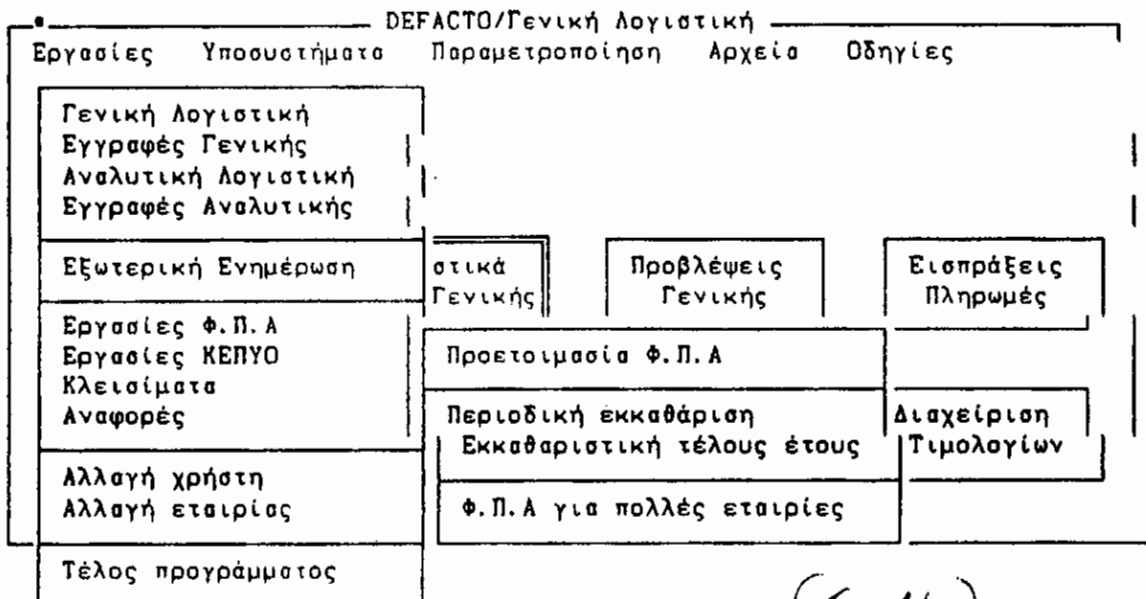 DEFACTO/Γενική Λογιστική
Εργασίες Υποσυστήματα Παραμετροποίηση Αρχεία Οδηγίες
Γενική Λογιστική
Εγγραφές Γενικής
Αναλυτική Λογιστική
Εγγραφές Αναλυτικής
Εξωτερική Ενημέρωση
στικά
Γενικής
Προβλέψεις
Γενικής
Εισπράξεις
Πληρωμές
Εργασίες Φ.Π.Α
Εργασίες ΚΕΠΥΟ
Κλεισίματα
Αναφορές
Προετοιμασία Φ.Π.Α
Περιοδική εκκαθάριση
Εκκαθαριστική τέλους έτους
Φ.Π.Α για πολλές εταιρίες
Διαχείριση
Τιμολογίων
Αλλαγή χρήστη
Αλλαγή εταιρίας
Τέλος προγράμματος